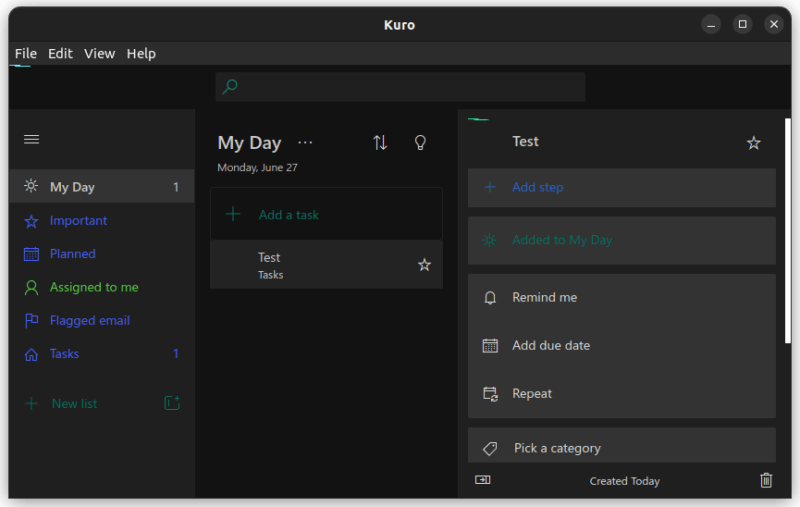 Kuro
File Edit View Help
My Day ...
Monday, June 27
Test
My Day 1
Important
Planned
Assigned to me
Flagged email
Tasks 1
New list
Add a task
Test
Tasks
Add step
Added to My Day
Remind me
Add due date
Repeat
Pick a category
Created Today